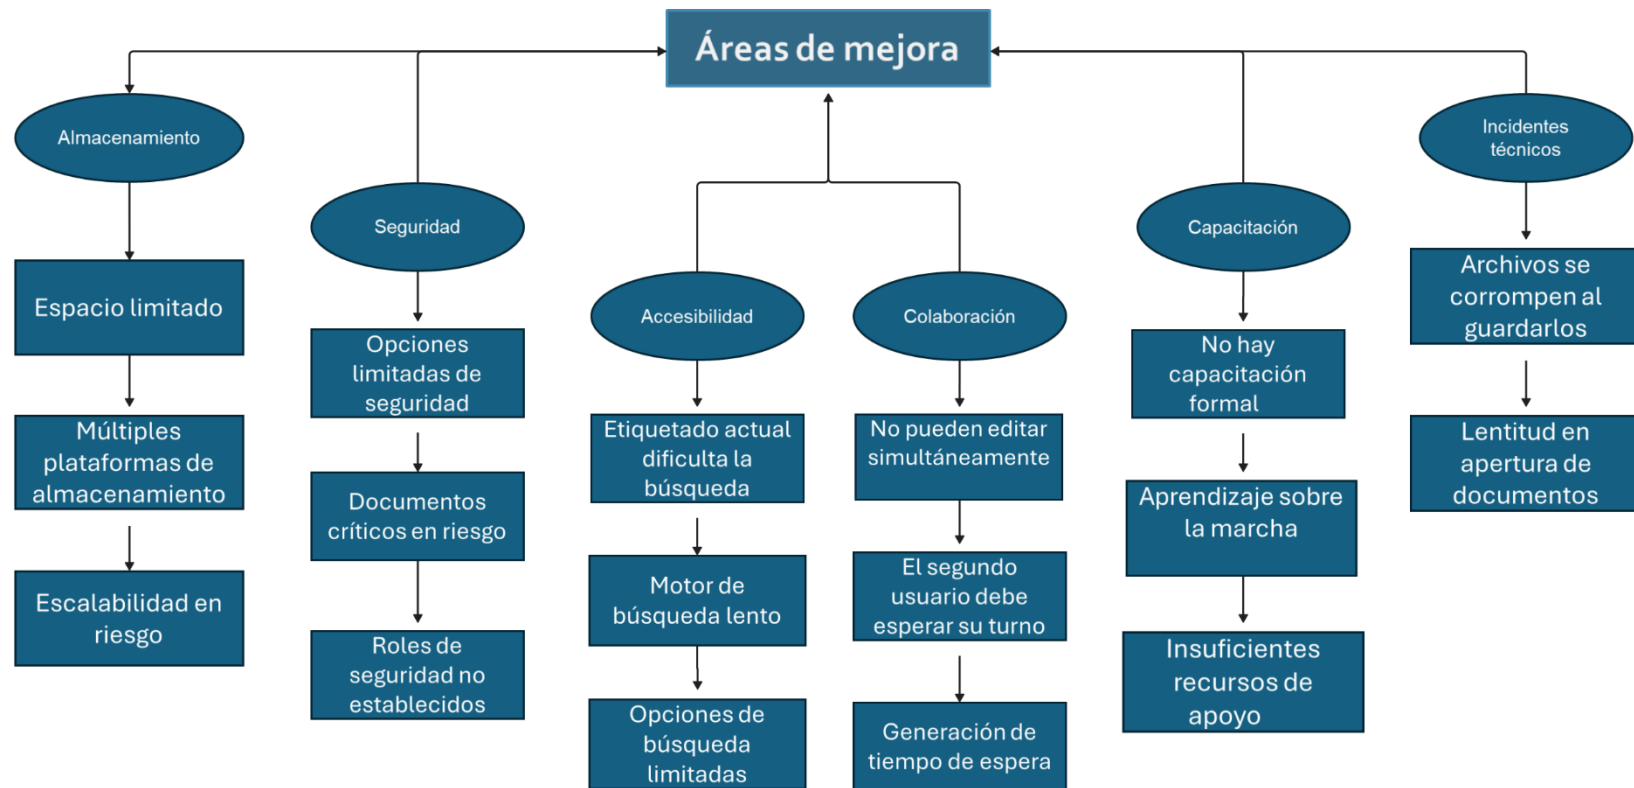 Áreas de mejora
Almacenamiento
Espacio limitado
Múltiples
plataformas de
almacenamiento
Escalabilidad en
riesgo
Seguridad
Opciones
limitadas de
seguridad
Documentos
críticos en riesgo
Roles de
seguridad no
establecidos
Accesibilidad
Etiquetado actual
dificulta la
búsqueda
Motor de
búsqueda lento
Opciones de
búsqueda
limitadas
Colaboración
No pueden editar
simultáneamente
El segundo
usuario debe
esperar su turno
Generación de
tiempo de espera
Capacitación
No hay
capacitación
formal
Aprendizaje sobre
la marcha
Insuficientes
recursos de
apoyo
Incidentes
técnicos
Archivos se
corrompen al
guardarlos
Lentitud en
apertura de
documentos